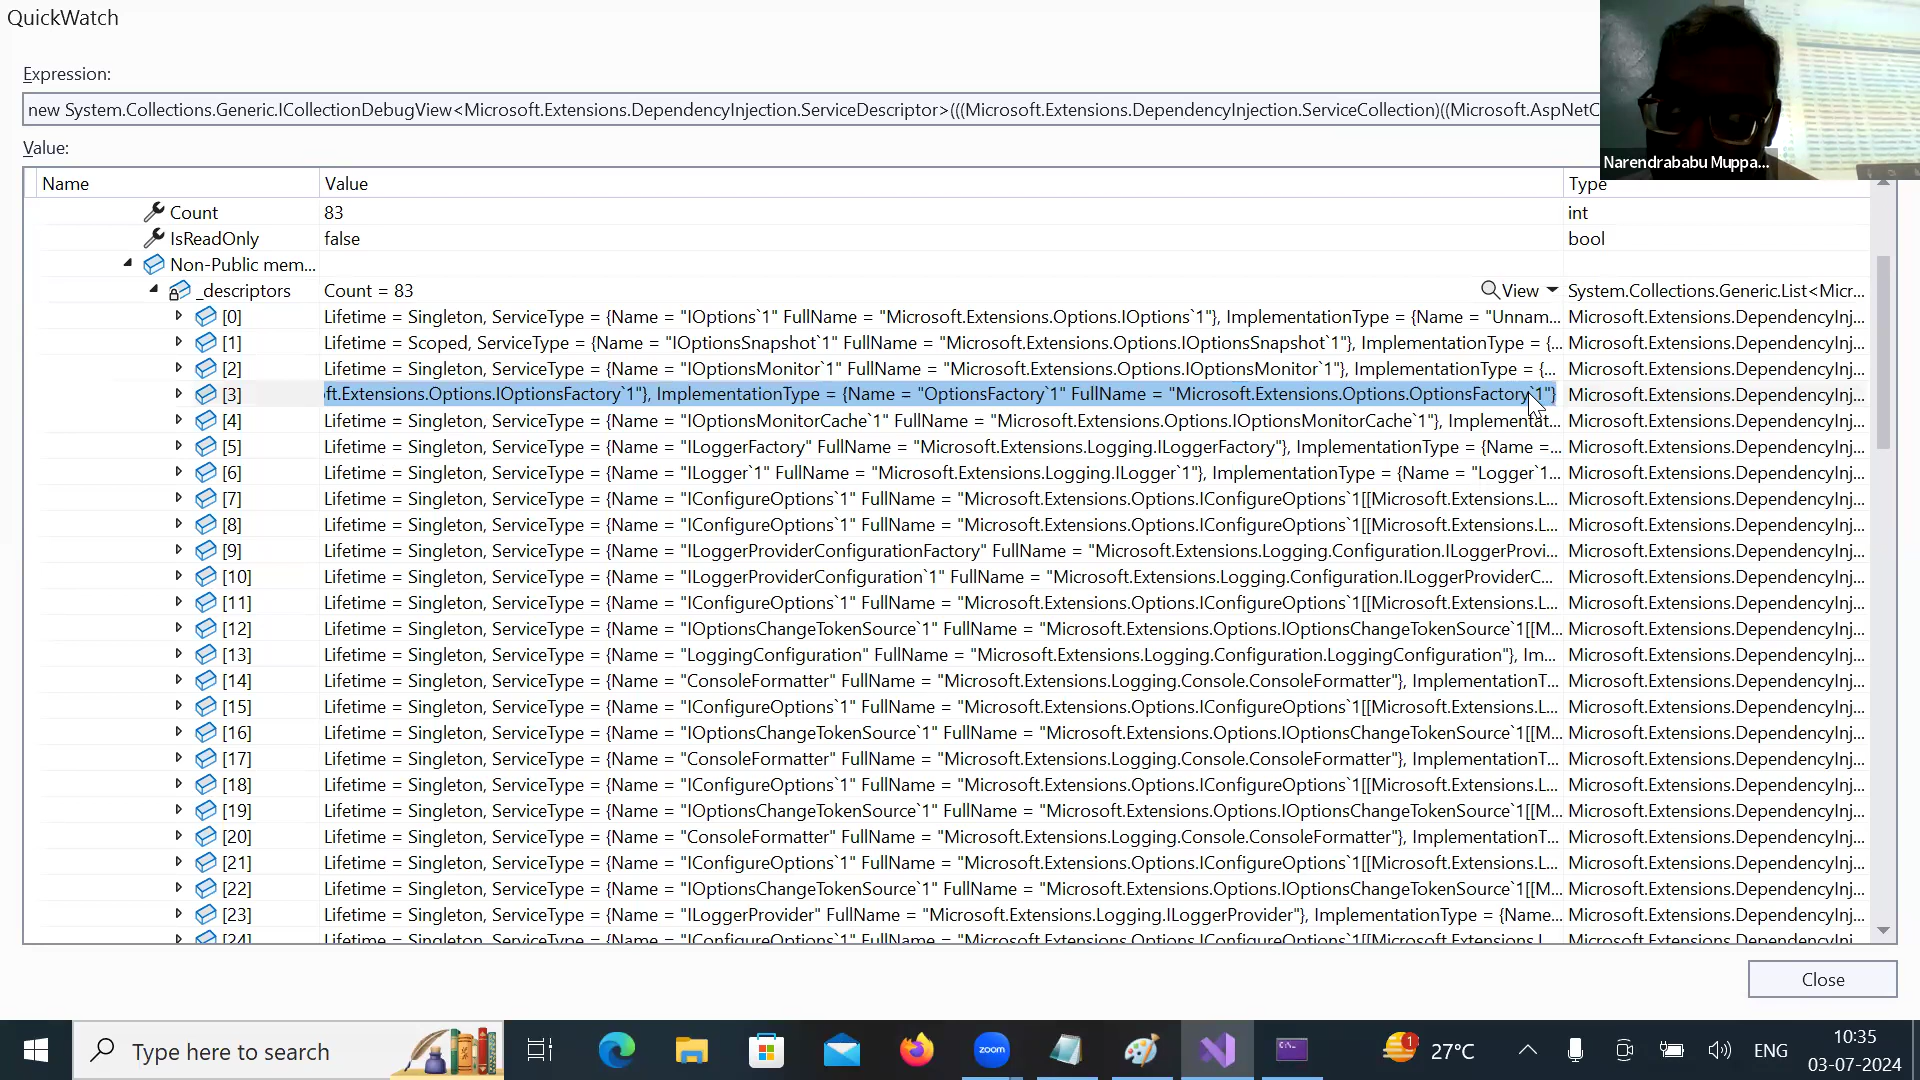 QuickWatch
Expression:
new System.Collections.Generic.ICollectionDebugView<Microsoft.Extensions.DependencyInjection.ServiceDescriptor>(((Microsoft.Extensions.DependencyInjection.ServiceCollection)((Microsoft.AspNetC
Narendrababu Muppa...
Value:
Name Value Type
Count 83 int
IsReadOnly false bool
Non-Public mem...
_descriptors Count = 83 View System.Collections.Generic.List<Micr...
[0] Lifetime = Singleton, ServiceType = {Name = "IOptions`1" FullName = "Microsoft.Extensions.Options.IOptions`1"}, ImplementationType = {Name = "Unnam... Microsoft.Extensions.DependencyInj...
[1] Lifetime = Scoped, ServiceType = {Name = "IOptionsSnapshot`1" FullName = "Microsoft.Extensions.Options.IOptionsSnapshot`1"}, ImplementationType = {... Microsoft.Extensions.DependencyInj...
[2] Lifetime = Singleton, ServiceType = {Name = "IOptionsMonitor`1" FullName = "Microsoft.Extensions.Options.IOptionsMonitor`1"}, ImplementationType = {... Microsoft.Extensions.DependencyInj...
[3] ft.Extensions.Options.IOptionsFactory`1"}, ImplementationType = {Name = "OptionsFactory`1" FullName = "Microsoft.Extensions.Options.OptionsFactory`1"} Microsoft.Extensions.DependencyInj...
[4] Lifetime = Singleton, ServiceType = {Name = "IOptionsMonitorCache`1" FullName = "Microsoft.Extensions.Options.IOptionsMonitorCache`1"}, Implementat... Microsoft.Extensions.DependencyInj...
[5] Lifetime = Singleton, ServiceType = {Name = "ILoggerFactory" FullName = "Microsoft.Extensions.Logging.ILoggerFactory"}, ImplementationType = {Name =... Microsoft.Extensions.DependencyInj...
[6] Lifetime = Singleton, ServiceType = {Name = "ILogger`1" FullName = "Microsoft.Extensions.Logging.ILogger`1"}, ImplementationType = {Name = "Logger`1... Microsoft.Extensions.DependencyInj...
[7] Lifetime = Singleton, ServiceType = {Name = "IConfigureOptions`1" FullName = "Microsoft.Extensions.Options.IConfigureOptions`1[[Microsoft.Extensions.L... Microsoft.Extensions.DependencyInj...
[8] Lifetime = Singleton, ServiceType = {Name = "IConfigureOptions`1" FullName = "Microsoft.Extensions.Options.IConfigureOptions`1[[Microsoft.Extensions.L... Microsoft.Extensions.DependencyInj...
[9] Lifetime = Singleton, ServiceType = {Name = "ILoggerProviderConfigurationFactory" FullName = "Microsoft.Extensions.Logging.Configuration.ILoggerProvi... Microsoft.Extensions.DependencyInj...
[10] Lifetime = Singleton, ServiceType = {Name = "ILoggerProviderConfiguration`1" FullName = "Microsoft.Extensions.Logging.Configuration.ILoggerProviderC... Microsoft.Extensions.DependencyInj...
[11] Lifetime = Singleton, ServiceType = {Name = "IConfigureOptions`1" FullName = "Microsoft.Extensions.Options.IConfigureOptions`1[[Microsoft.Extensions.L... Microsoft.Extensions.DependencyInj...
[12] Lifetime = Singleton, ServiceType = {Name = "IOptionsChangeTokenSource`1" FullName = "Microsoft.Extensions.Options.IOptionsChangeTokenSource`1[[M... Microsoft.Extensions.DependencyInj...
[13] Lifetime = Singleton, ServiceType = {Name = "LoggingConfiguration" FullName = "Microsoft.Extensions.Logging.Configuration.LoggingConfiguration"}, Im... Microsoft.Extensions.DependencyInj...
[14] Lifetime = Singleton, ServiceType = {Name = "ConsoleFormatter" FullName = "Microsoft.Extensions.Logging.Console.ConsoleFormatter"}, ImplementationT... Microsoft.Extensions.DependencyInj...
[15] Lifetime = Singleton, ServiceType = {Name = "IConfigureOptions`1" FullName = "Microsoft.Extensions.Options.IConfigureOptions`1[[Microsoft.Extensions.L... Microsoft.Extensions.DependencyInj...
[16] Lifetime = Singleton, ServiceType = {Name = "IOptionsChangeTokenSource`1" FullName = "Microsoft.Extensions.Options.IOptionsChangeTokenSource`1[[M... Microsoft.Extensions.DependencyInj...
[17] Lifetime = Singleton, ServiceType = {Name = "ConsoleFormatter" FullName = "Microsoft.Extensions.Logging.Console.ConsoleFormatter"}, ImplementationT... Microsoft.Extensions.DependencyInj...
[18] Lifetime = Singleton, ServiceType = {Name = "IConfigureOptions`1" FullName = "Microsoft.Extensions.Options.IConfigureOptions`1[[Microsoft.Extensions.L... Microsoft.Extensions.DependencyInj...
[19] Lifetime = Singleton, ServiceType = {Name = "IOptionsChangeTokenSource`1" FullName = "Microsoft.Extensions.Options.IOptionsChangeTokenSource`1[[M... Microsoft.Extensions.DependencyInj...
[20] Lifetime = Singleton, ServiceType = {Name = "ConsoleFormatter" FullName = "Microsoft.Extensions.Logging.Console.ConsoleFormatter"}, ImplementationT... Microsoft.Extensions.DependencyInj...
[21] Lifetime = Singleton, ServiceType = {Name = "IConfigureOptions`1" FullName = "Microsoft.Extensions.Options.IConfigureOptions`1[[Microsoft.Extensions.L... Microsoft.Extensions.DependencyInj...
[22] Lifetime = Singleton, ServiceType = {Name = "IOptionsChangeTokenSource`1" FullName = "Microsoft.Extensions.Options.IOptionsChangeTokenSource`1[[M... Microsoft.Extensions.DependencyInj...
[23] Lifetime = Singleton, ServiceType = {Name = "ILoggerProvider" FullName = "Microsoft.Extensions.Logging.ILoggerProvider"}, ImplementationType = {Name... Microsoft.Extensions.DependencyInj...
[24] Lifetime = Singleton, ServiceType = {Name = "IConfigureOptions`1" FullName = "Microsoft.Extensions.Options.IConfigureOptions`1[[Microsoft.Extensions.L... Microsoft.Extensions.DependencyInj...
Close
Type here to search zoom 1 27°C ENG 10:35
03-07-2024